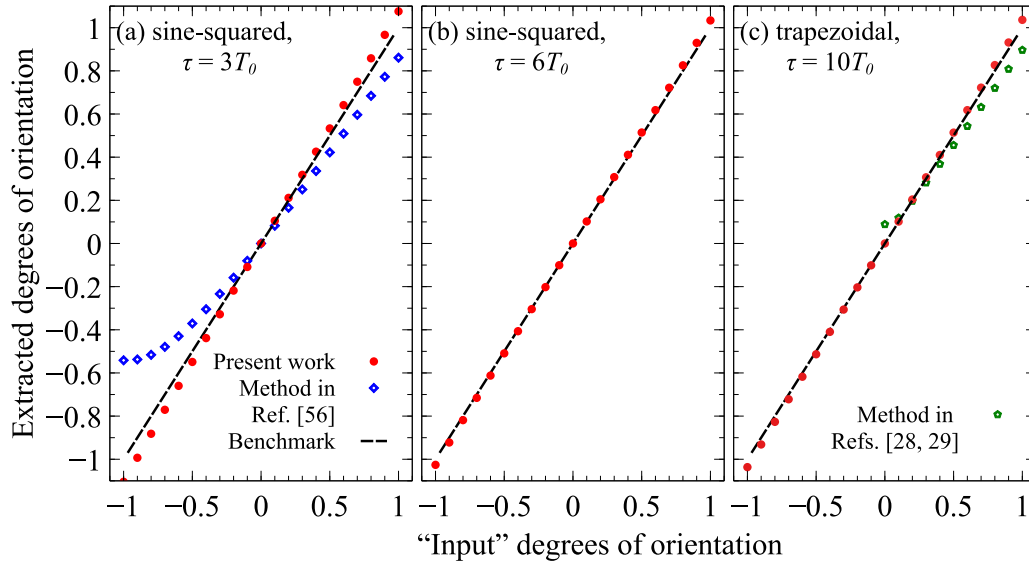 (a) sine-squared,
τ = 3T₀
(b) sine-squared,
τ = 6T₀
(c) trapezoidal,
τ = 10T₀
Extracted degrees of orientation
1
0.8
0.6
0.4
0.2
0
−0.2
−0.4
−0.6
−0.8
−1
Present work
Method in
Ref. [56]
Benchmark
Method in
Refs. [28, 29]
−1 −0.5 0 0.5 1
−1 −0.5 0 0.5 1
−1 −0.5 0 0.5 1
“Input” degrees of orientation